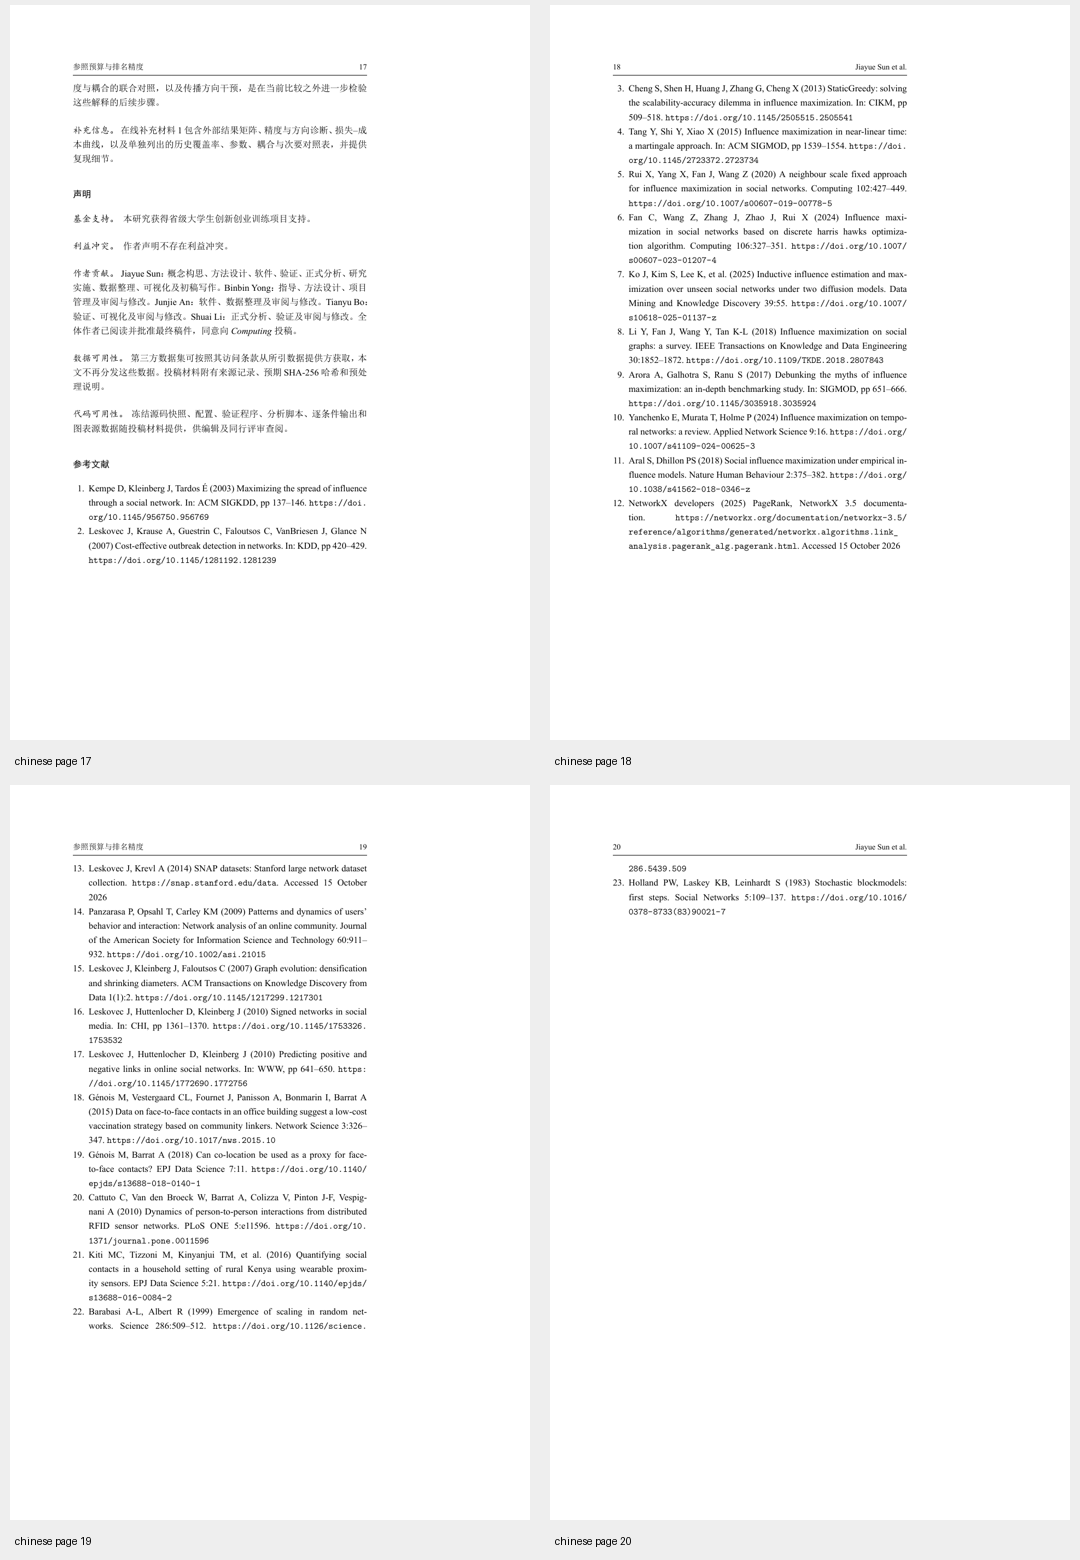 参照预算与排名精度 17
度与耦合的联合对照，以及传播方向干预，是在当前比较之外进一步检验
这些解释的后续步骤。
补充信息。 在线补充材料 1 包含外部结果矩阵、精度与方向诊断、损失–成
本曲线，以及单独列出的历史覆盖率、参数、耦合与次要对照表，并提供
复现细节。
声明
基金支持。 本研究获得省级大学生创新创业训练项目支持。
利益冲突。 作者声明不存在利益冲突。
作者贡献。 Jiayue Sun：概念构思、方法设计、软件、验证、正式分析、研究
实施、数据整理、可视化及初稿写作。Binbin Yong：指导、方法设计、项目
管理及审阅与修改。Junjie An：软件、数据整理及审阅与修改。Tianyu Bo：
验证、可视化及审阅与修改。Shuai Li：正式分析、验证及审阅与修改。全
体作者已阅读并批准最终稿件，同意向 Computing 投稿。
数据可用性。 第三方数据集可按照其访问条款从所引数据提供方获取，本
文不再分发这些数据。投稿材料附有来源记录、预期 SHA-256 哈希和预处
理说明。
代码可用性。 冻结源码快照、配置、验证程序、分析脚本、逐条件输出和
图表源数据随投稿材料提供，供编辑及同行评审查阅。
参考文献
1. Kempe D, Kleinberg J, Tardos É (2003) Maximizing the spread of influence
through a social network. In: ACM SIGKDD, pp 137–146. https://doi.
org/10.1145/956750.956769
2. Leskovec J, Krause A, Guestrin C, Faloutsos C, VanBriesen J, Glance N
(2007) Cost-effective outbreak detection in networks. In: KDD, pp 420–429.
https://doi.org/10.1145/1281192.1281239
chinese page 17
18 Jiayue Sun et al.
3. Cheng S, Shen H, Huang J, Zhang G, Cheng X (2013) StaticGreedy: solving
the scalability-accuracy dilemma in influence maximization. In: CIKM, pp
509–518. https://doi.org/10.1145/2505515.2505541
4. Tang Y, Shi Y, Xiao X (2015) Influence maximization in near-linear time:
a martingale approach. In: ACM SIGMOD, pp 1539–1554. https://doi.
org/10.1145/2723372.2723734
5. Rui X, Yang X, Fan J, Wang Z (2020) A neighbour scale fixed approach
for influence maximization in social networks. Computing 102:427–449.
https://doi.org/10.1007/s00607-019-00778-5
6. Fan C, Wang Z, Zhang J, Zhao J, Rui X (2024) Influence maxi-
mization in social networks based on discrete harris hawks optimiza-
tion algorithm. Computing 106:327–351. https://doi.org/10.1007/
s00607-023-01207-4
7. Ko J, Kim S, Lee K, et al. (2025) Inductive influence estimation and max-
imization over unseen social networks under two diffusion models. Data
Mining and Knowledge Discovery 39:55. https://doi.org/10.1007/
s10618-025-01137-z
8. Li Y, Fan J, Wang Y, Tan K-L (2018) Influence maximization on social
graphs: a survey. IEEE Transactions on Knowledge and Data Engineering
30:1852–1872. https://doi.org/10.1109/TKDE.2018.2807843
9. Arora A, Galhotra S, Ranu S (2017) Debunking the myths of influence
maximization: an in-depth benchmarking study. In: SIGMOD, pp 651–666.
https://doi.org/10.1145/3035918.3035924
10. Yanchenko E, Murata T, Holme P (2024) Influence maximization on tempo-
ral networks: a review. Applied Network Science 9:16. https://doi.org/
10.1007/s41109-024-00625-3
11. Aral S, Dhillon PS (2018) Social influence maximization under empirical in-
fluence models. Nature Human Behaviour 2:375–382. https://doi.org/
10.1038/s41562-018-0346-z
12. NetworkX developers (2025) PageRank, NetworkX 3.5 documenta-
tion. https://networkx.org/documentation/networkx-3.5/
reference/algorithms/generated/networkx.algorithms.link_
analysis.pagerank_alg.pagerank.html. Accessed 15 October 2026
chinese page 18
参照预算与排名精度 19
13. Leskovec J, Krevl A (2014) SNAP datasets: Stanford large network dataset
collection. https://snap.stanford.edu/data. Accessed 15 October
2026
14. Panzarasa P, Opsahl T, Carley KM (2009) Patterns and dynamics of users’
behavior and interaction: Network analysis of an online community. Journal
of the American Society for Information Science and Technology 60:911–
932. https://doi.org/10.1002/asi.21015
15. Leskovec J, Kleinberg J, Faloutsos C (2007) Graph evolution: densification
and shrinking diameters. ACM Transactions on Knowledge Discovery from
Data 1(1):2. https://doi.org/10.1145/1217299.1217301
16. Leskovec J, Huttenlocher D, Kleinberg J (2010) Signed networks in social
media. In: CHI, pp 1361–1370. https://doi.org/10.1145/1753326.
1753532
17. Leskovec J, Huttenlocher D, Kleinberg J (2010) Predicting positive and
negative links in online social networks. In: WWW, pp 641–650. https:
//doi.org/10.1145/1772690.1772756
18. Génois M, Vestergaard CL, Fournet J, Panisson A, Bonmarin I, Barrat A
(2015) Data on face-to-face contacts in an office building suggest a low-cost
vaccination strategy based on community linkers. Network Science 3:326–
347. https://doi.org/10.1017/nws.2015.10
19. Génois M, Barrat A (2018) Can co-location be used as a proxy for face-
to-face contacts? EPJ Data Science 7:11. https://doi.org/10.1140/
epjds/s13688-018-0140-1
20. Cattuto C, Van den Broeck W, Barrat A, Colizza V, Pinton J-F, Vespig-
nani A (2010) Dynamics of person-to-person interactions from distributed
RFID sensor networks. PLoS ONE 5:e11596. https://doi.org/10.
1371/journal.pone.0011596
21. Kiti MC, Tizzoni M, Kinyanjui TM, et al. (2016) Quantifying social
contacts in a household setting of rural Kenya using wearable proxim-
ity sensors. EPJ Data Science 5:21. https://doi.org/10.1140/epjds/
s13688-016-0084-2
22. Barabasi A-L, Albert R (1999) Emergence of scaling in random net-
works. Science 286:509–512. https://doi.org/10.1126/science.
chinese page 19
20 Jiayue Sun et al.
286.5439.509
23. Holland PW, Laskey KB, Leinhardt S (1983) Stochastic blockmodels:
first steps. Social Networks 5:109–137. https://doi.org/10.1016/
0378-8733(83)90021-7
chinese page 20